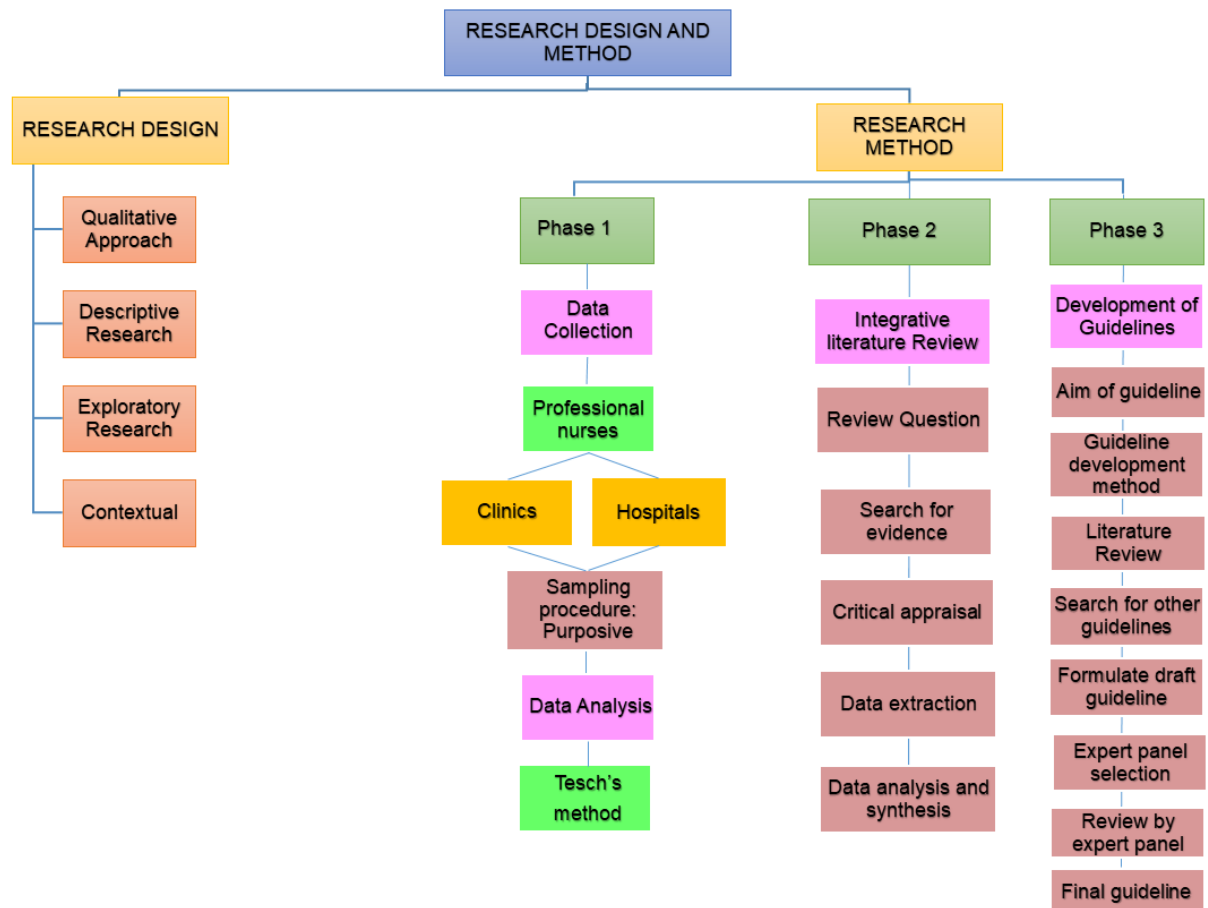 RESEARCH DESIGN AND
METHOD
RESEARCH DESIGN
Qualitative
Approach
Descriptive
Research
Exploratory
Research
Contextual
RESEARCH
METHOD
Phase 1
Data
Collection
Professional
nurses
Clinics
Hospitals
Sampling
procedure:
Purposive
Data Analysis
Tesch’s
method
Phase 2
Integrative
literature Review
Review Question
Search for
evidence
Critical appraisal
Data extraction
Data analysis and
synthesis
Phase 3
Development of
Guidelines
Aim of guideline
Guideline
development
method
Literature
Review
Search for other
guidelines
Formulate draft
guideline
Expert panel
selection
Review by
expert panel
Final guideline